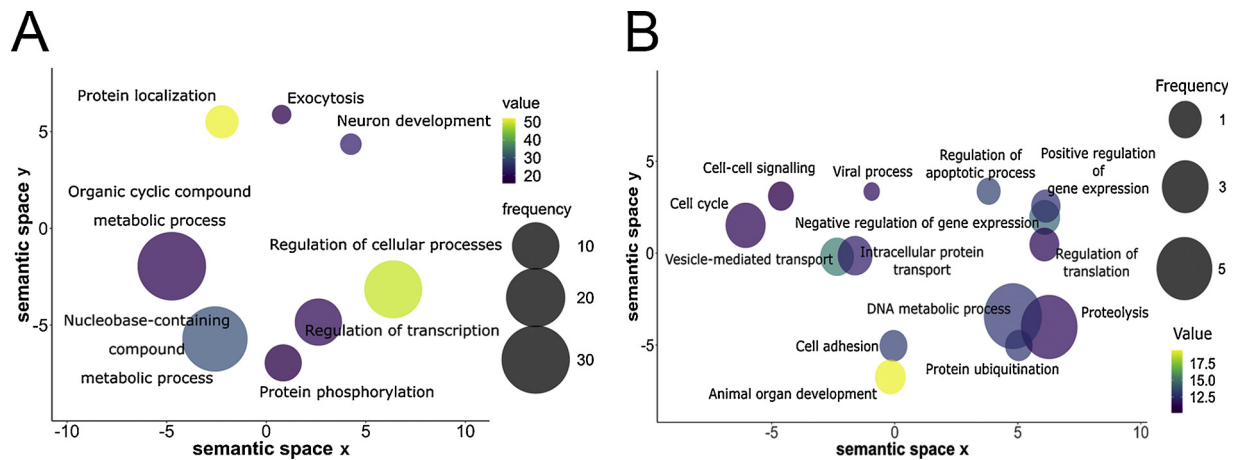 A
Protein localization
Exocytosis
Neuron development
Organic cyclic compound
metabolic process
Regulation of cellular processes
Nucleobase-containing
compound
metabolic process
Regulation of transcription
Protein phosphorylation
semantic space y
5
0
-5
-10
-5
0
5
10
semantic space x
value
50
40
30
20
frequency
10
20
30
B
Cell-cell signalling
Viral process
Regulation of
apoptotic process
Positive regulation
of
gene expression
Cell cycle
Negative regulation of gene expression
Vesicle-mediated transport
Intracellular protein
transport
Regulation of
translation
DNA metabolic process
Proteolysis
Cell adhesion
Protein ubiquitination
Animal organ development
semantic space y
5
0
-5
-5
0
5
10
semantic space x
Frequency
1
3
5
Value
17.5
15.0
12.5